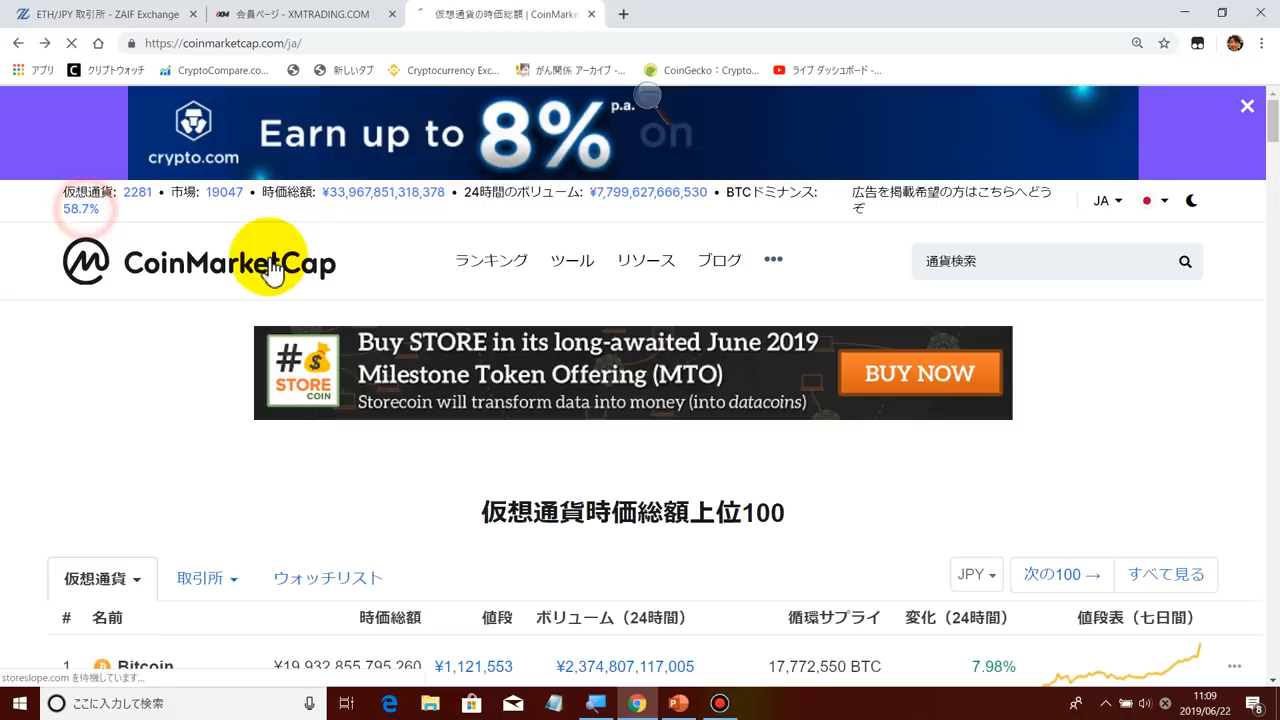 ETH/JPY 取引所 - ZAIF Exchange
会員ページ - XMTRADING.COM
仮想通貨の時価総額 | CoinMarket
https://coinmarketcap.com/ja/
アプリ
クリプトウォッチ
CryptoCompare.co...
新しいタブ
Cryptocurrency Exc...
がん関係 アーカイブ -...
CoinGecko：Crypto...
ライブ ダッシュボード -...
Earn up to 8% p.a. on
crypto.com
仮想通貨: 2281 • 市場: 19047 • 時価総額: ¥33,967,851,318,378 • 24時間のボリューム: ¥7,799,627,666,530 • BTCドミナンス:
58.7%
広告を掲載希望の方はこちらへどう
ぞ
JA
CoinMarketCap
ランキング ツール リソース ブログ •••
通貨検索
# STORE COIN
Buy STORE in its long-awaited June 2019
Milestone Token Offering (MTO)
Storecoin will transform data into money (into datacoins)
BUY NOW
仮想通貨時価総額上位100
仮想通貨 取引所 ウォッチリスト
JPY 次の100 → すべて見る
# 名前 時価総額 値段 ボリューム（24時間） 循環サプライ 変化（24時間） 値段表（七日間）
1 Bitcoin ¥19,932,855,795,260 ¥1,121,553 ¥2,374,807,117,005 17,772,550 BTC 7.98%
storeslope.com を待機しています...
ここに入力して検索
11:09
2019/06/22
8